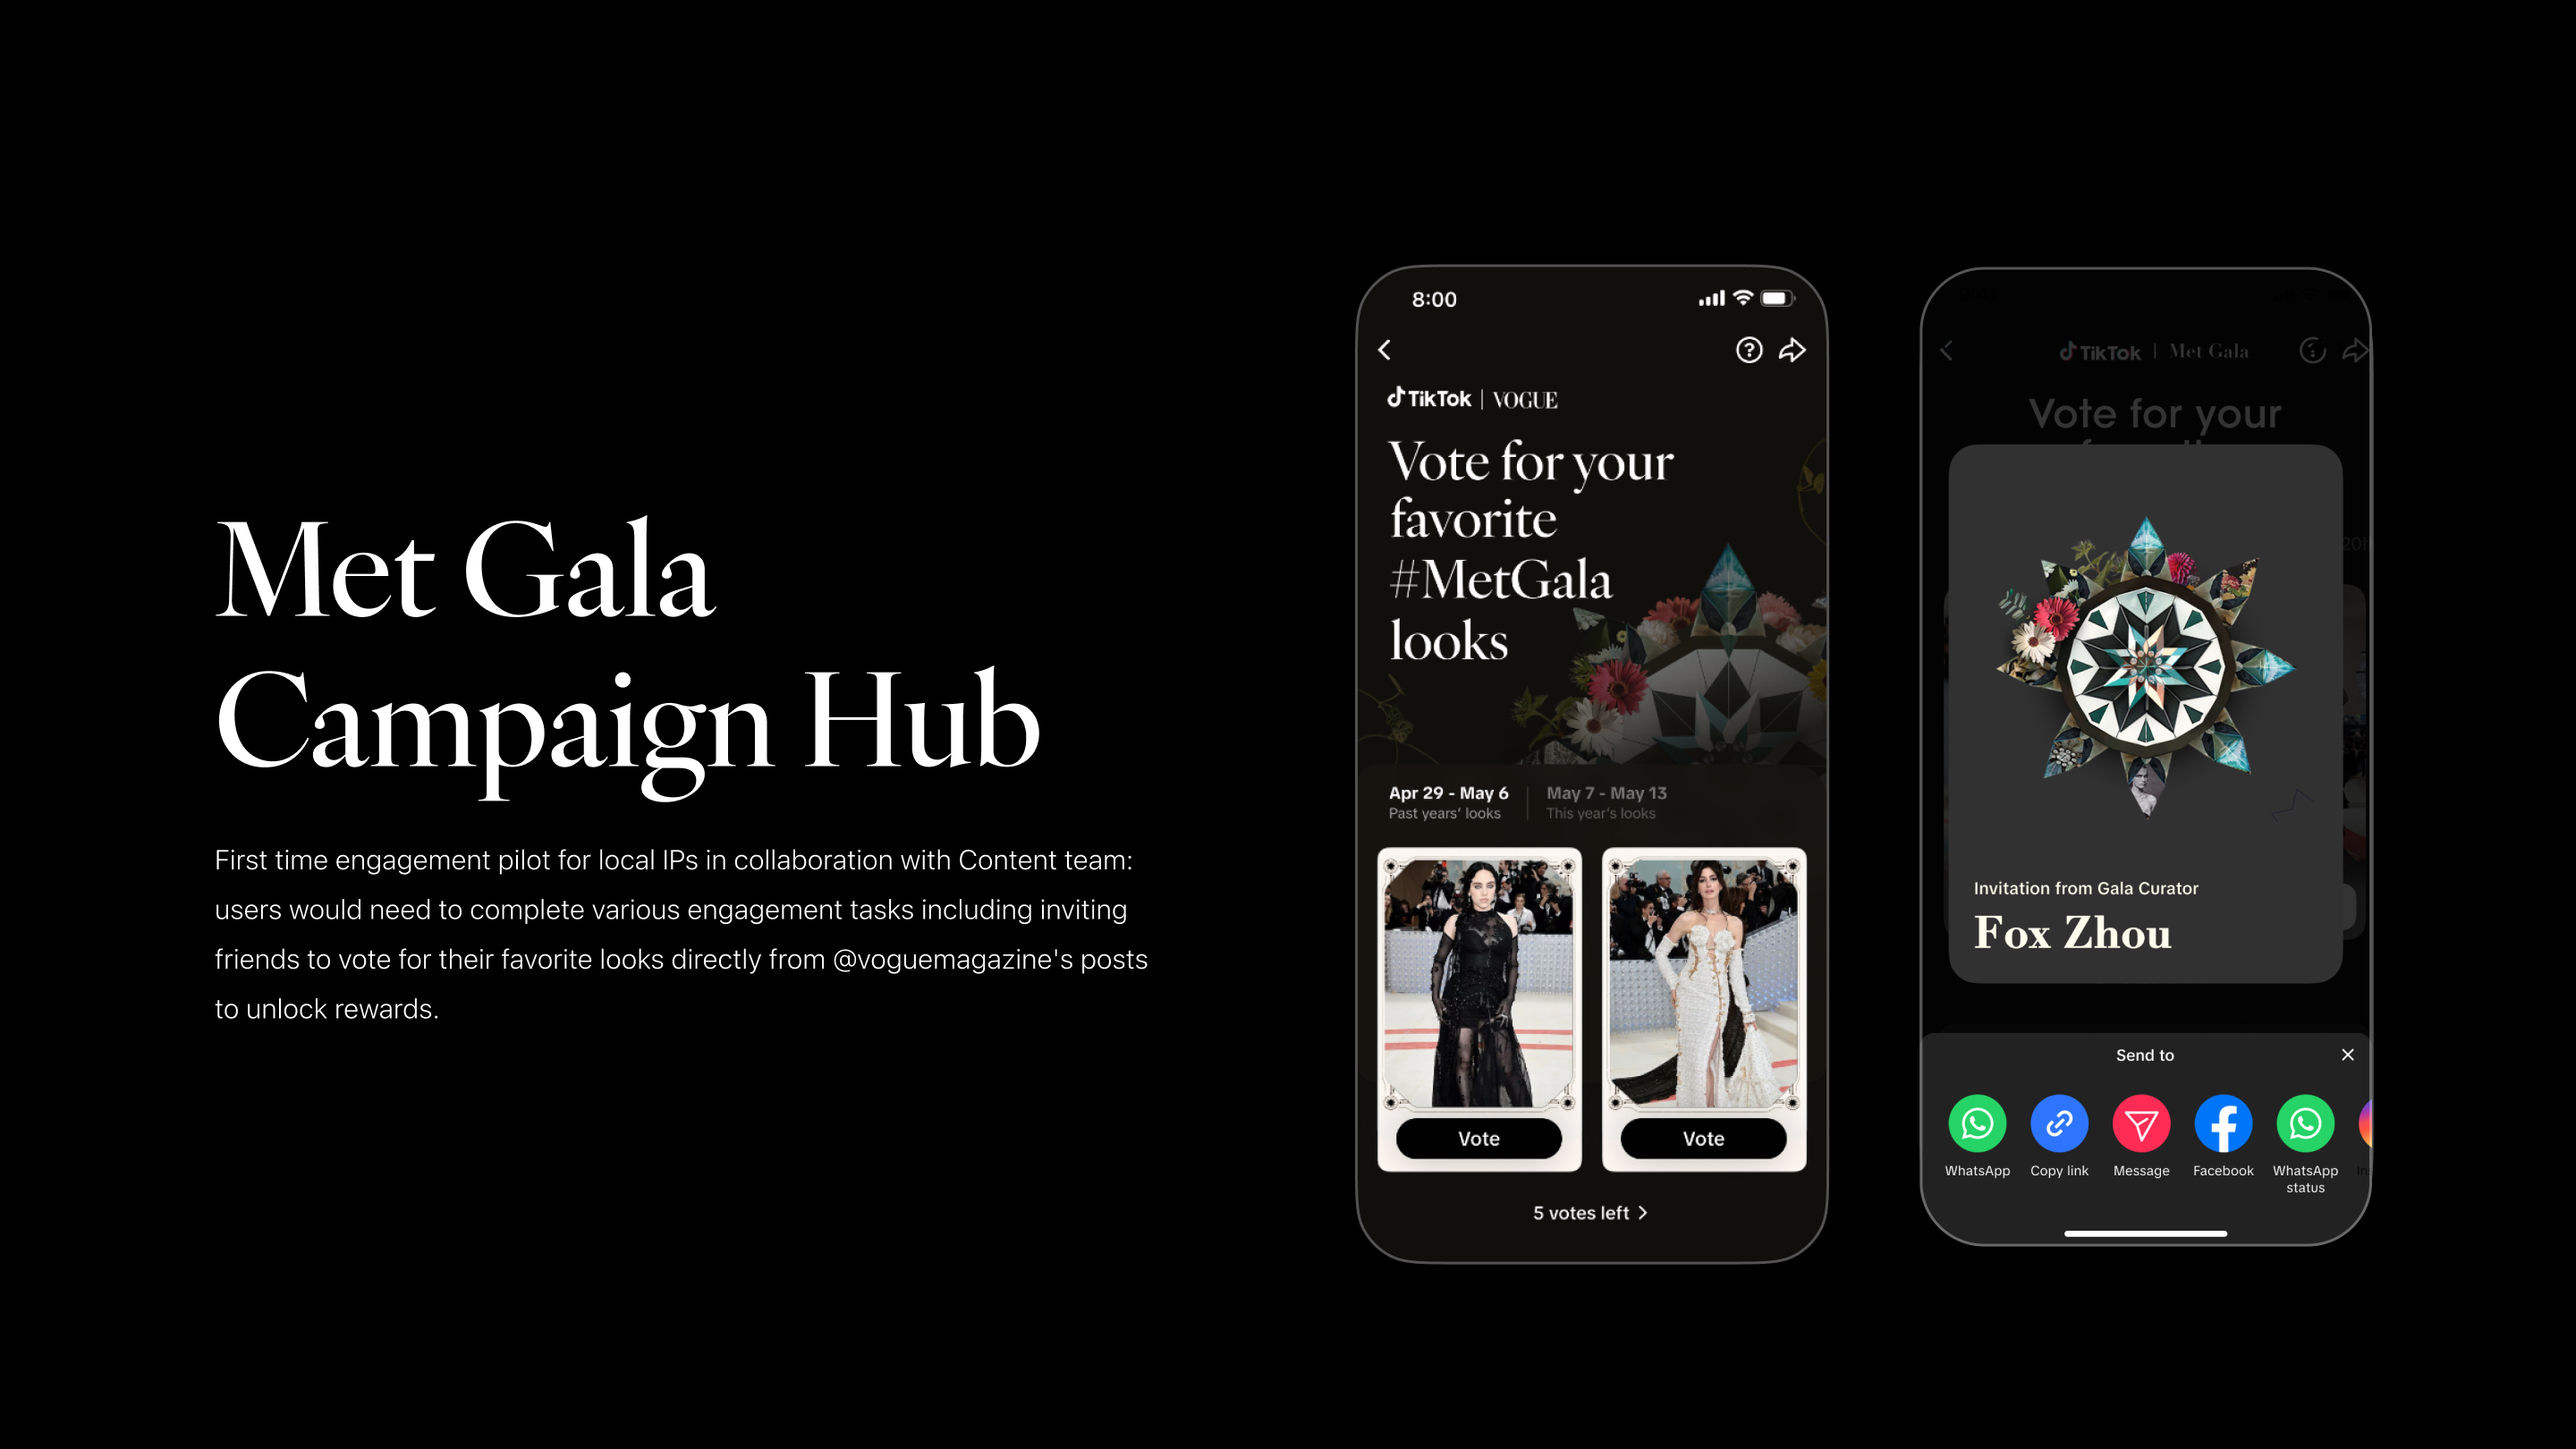 Met Gala
Campaign Hub
First time engagement pilot for local IPs in collaboration with Content team:
users would need to complete various engagement tasks including inviting
friends to vote for their favorite looks directly from @voguemagazine's posts
to unlock rewards.
8:00
TikTok | VOGUE
Vote for your
favorite
#MetGala
looks
Apr 29 - May 6
Past years' looks
May 7 - May 13
This year's looks
Vote
Vote
5 votes left
TikTok | Met Gala
Vote for your
Invitation from Gala Curator
Fox Zhou
Send to
WhatsApp
Copy link
Message
Facebook
WhatsApp
status